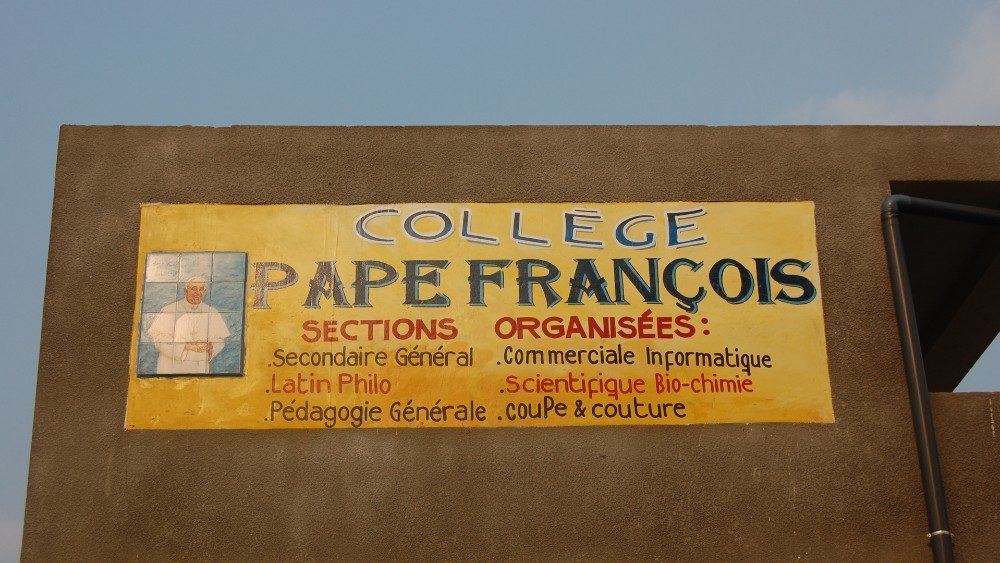 COLLÈGE
PAPE FRANÇOIS
SECTIONS ORGANISÉES:
.Secondaire Général .Commerciale Informatique
.Latin Philo .Scientifique Bio-chimie
.Pédagogie Générale .couPe & couture